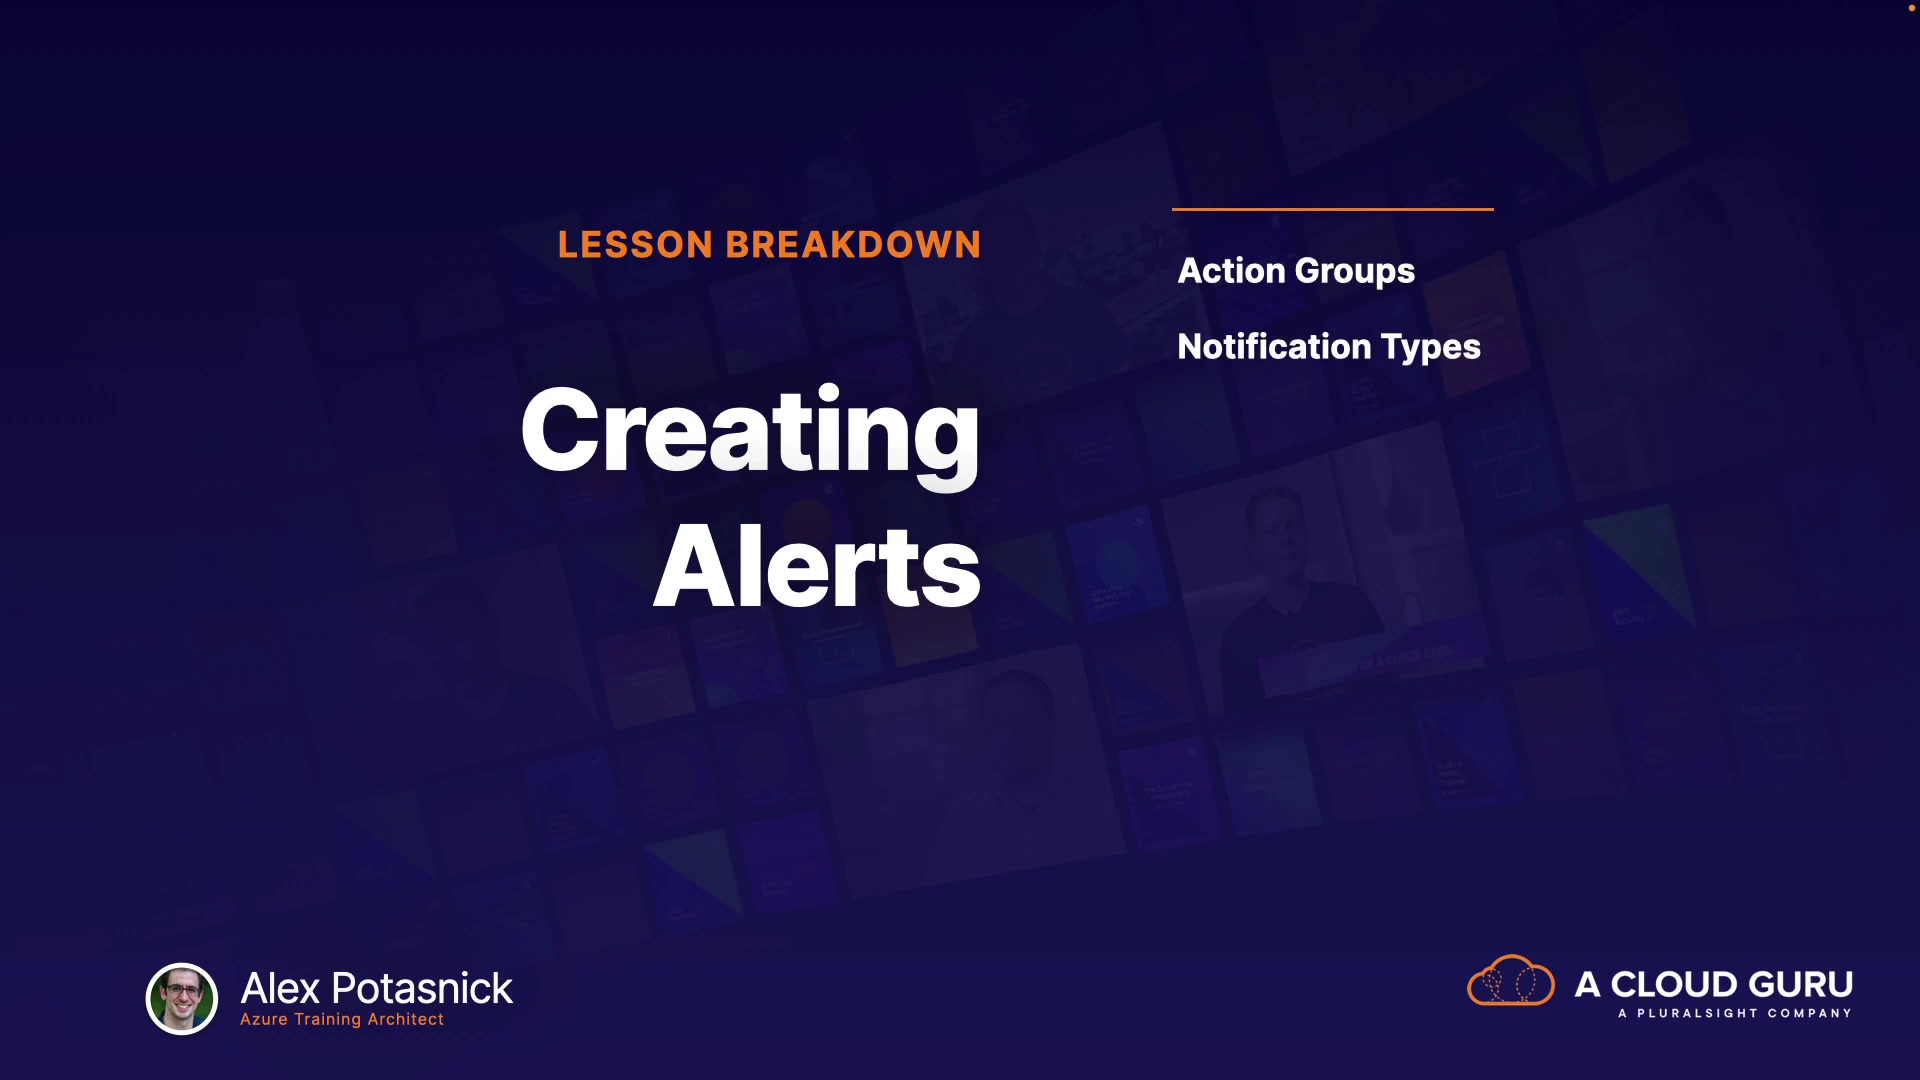 LESSON BREAKDOWN
Creating
Alerts
Action Groups
Notification Types
Alex Potasnick
Azure Training Architect
A CLOUD GURU
A PLURALSIGHT COMPANY